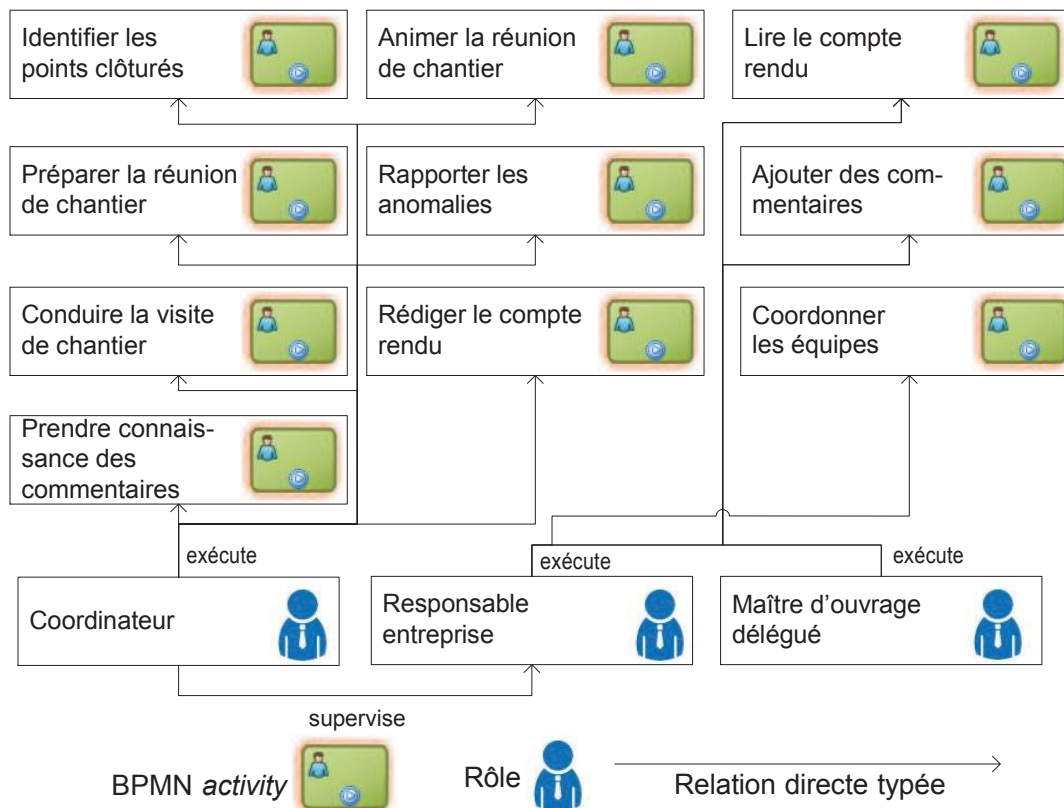 Identifier les
points clôturés
Animer la réunion
de chantier
Lire le compte
rendu
Préparer la réunion
de chantier
Rapporter les
anomalies
Ajouter des com-
mentaires
Conduire la visite
de chantier
Rédiger le compte
rendu
Coordonner
les équipes
Prendre connais-
sance des
commentaires
exécute
exécute
exécute
Coordinateur
Responsable
entreprise
Maître d’ouvrage
délégué
supervise
BPMN activity
Rôle
Relation directe typée